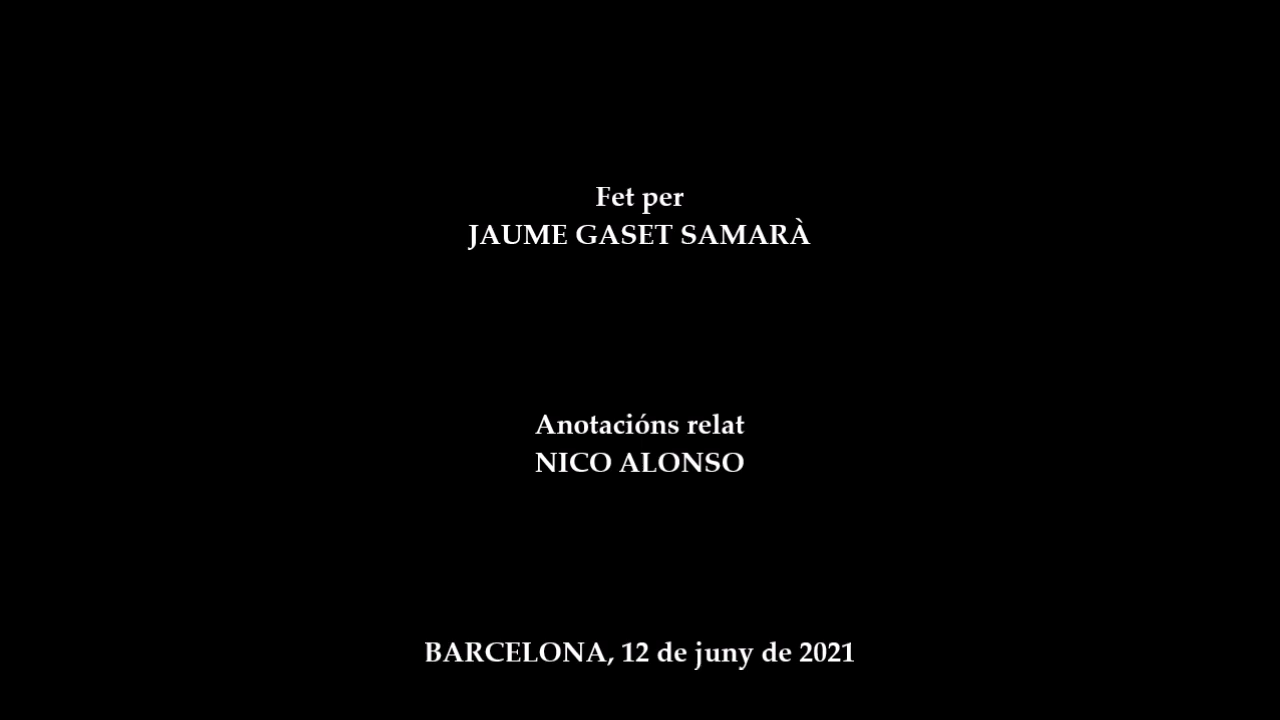 Fet per
JAUME GASET SAMARÀ
Anotacións relat
NICO ALONSO
BARCELONA, 12 de juny de 2021